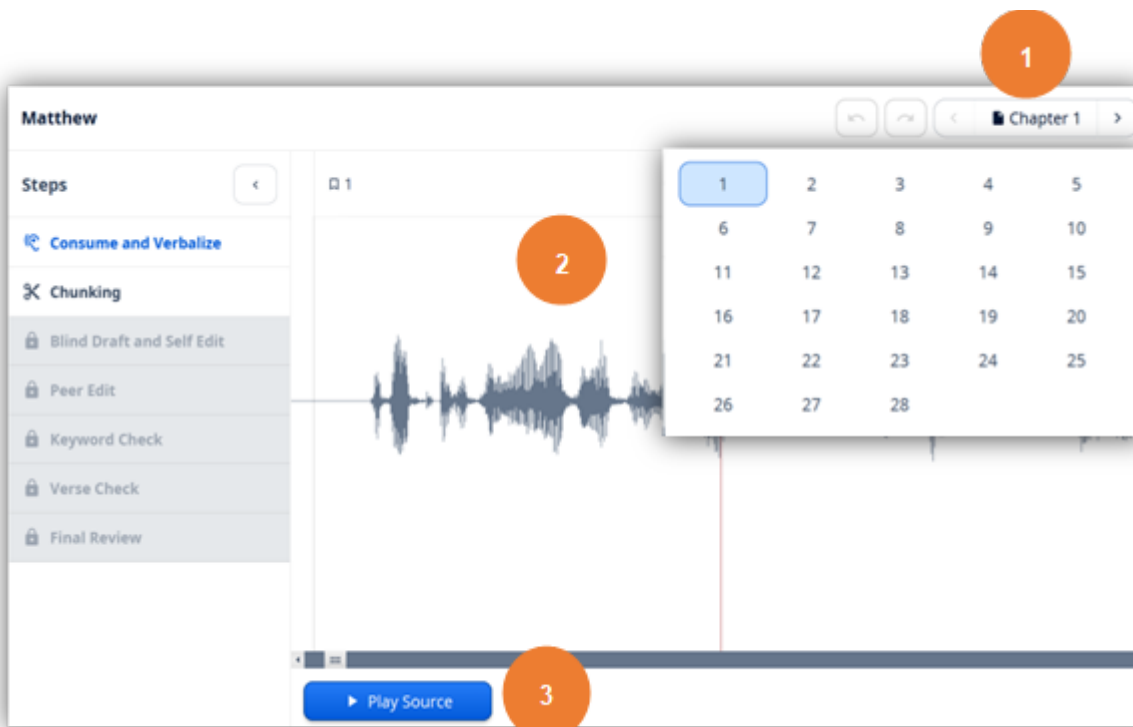 1
Matthew
Chapter 1
Steps
1
1 2 3 4 5
Consume and Verbalize
6 7 8 9 10
2
11 12 13 14 15
Chunking
16 17 18 19 20
Blind Draft and Self Edit
21 22 23 24 25
Peer Edit
26 27 28
Keyword Check
Verse Check
Final Review
Play Source
3